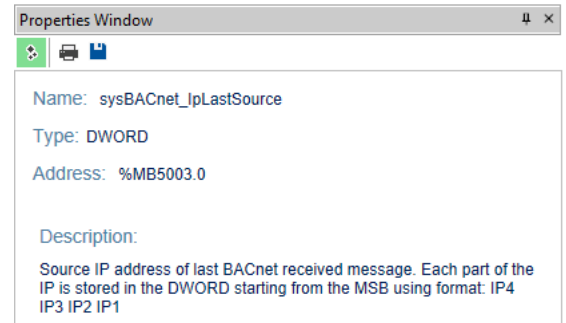 Properties Window
Name: sysBACnet_IpLastSource
Type: DWORD
Address: %MB5003.0
Description:
Source IP address of last BACnet received message. Each part of the
IP is stored in the DWORD starting from the MSB using format: IP4
IP3 IP2 IP1